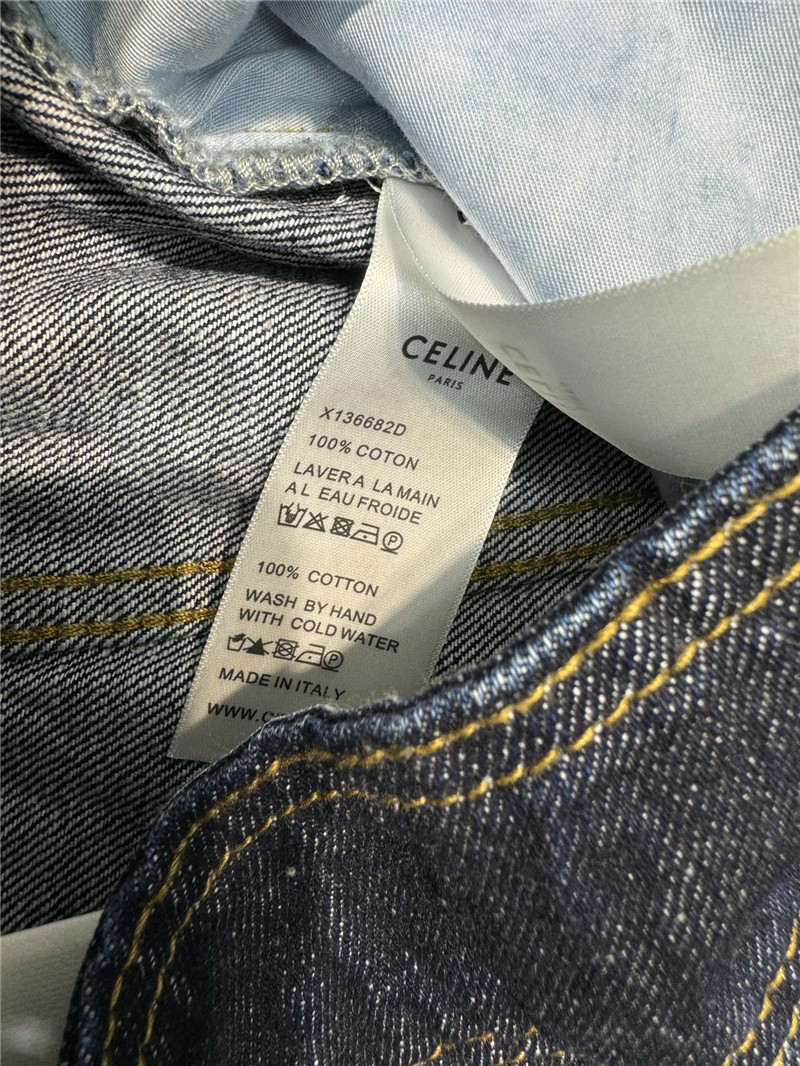 CELINE
PARIS
X136682D
100% COTON
LAVER A LA MAIN
A L EAU FROIDE
P
100% COTTON
WASH BY HAND
WITH COLD WATER
P
MADE IN ITALY
WWW.